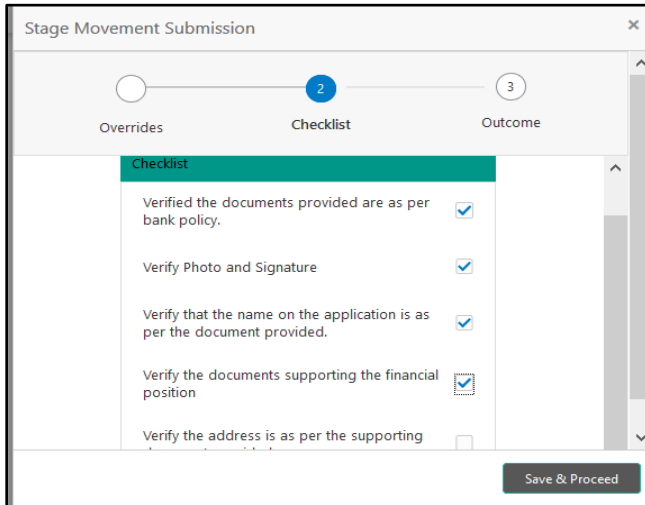 Stage Movement Submission
×
2
3
Overrides
Checklist
Outcome
Checklist
Verified the documents provided are as per
bank policy.
Verify Photo and Signature
Verify that the name on the application is as
per the document provided.
Verify the documents supporting the financial
position
Verify the address is as per the supporting
Save & Proceed